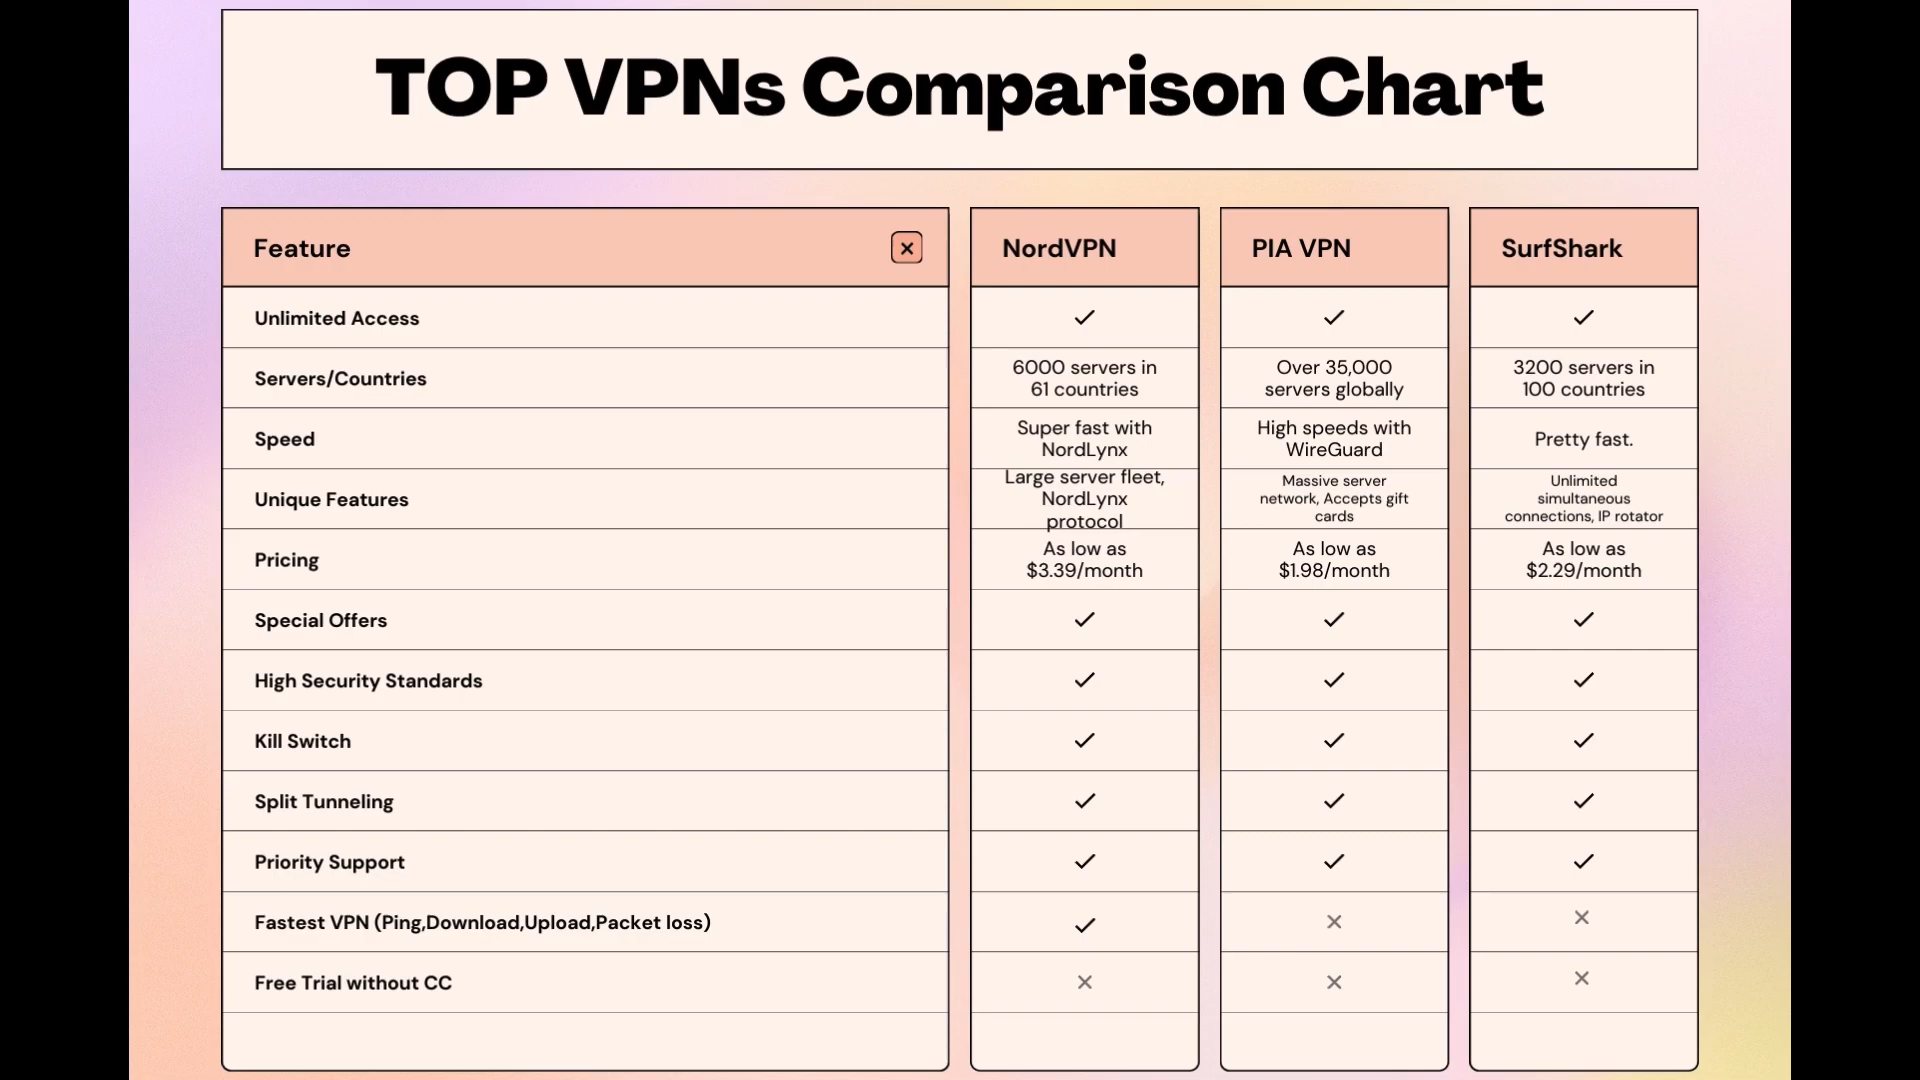 TOP VPNs Comparison Chart
Feature
NordVPN
PIA VPN
SurfShark
Unlimited Access
Servers/Countries
6000 servers in
61 countries
Over 35,000
servers globally
3200 servers in
100 countries
Speed
Super fast with
NordLynx
High speeds with
WireGuard
Pretty fast.
Unique Features
Large server fleet,
NordLynx
protocol
Massive server
network, Accepts gift
cards
Unlimited
simultaneous
connections, IP rotator
Pricing
As low as
$3.39/month
As low as
$1.98/month
As low as
$2.29/month
Special Offers
High Security Standards
Kill Switch
Split Tunneling
Priority Support
Fastest VPN (Ping,Download,Upload,Packet loss)
Free Trial without CC